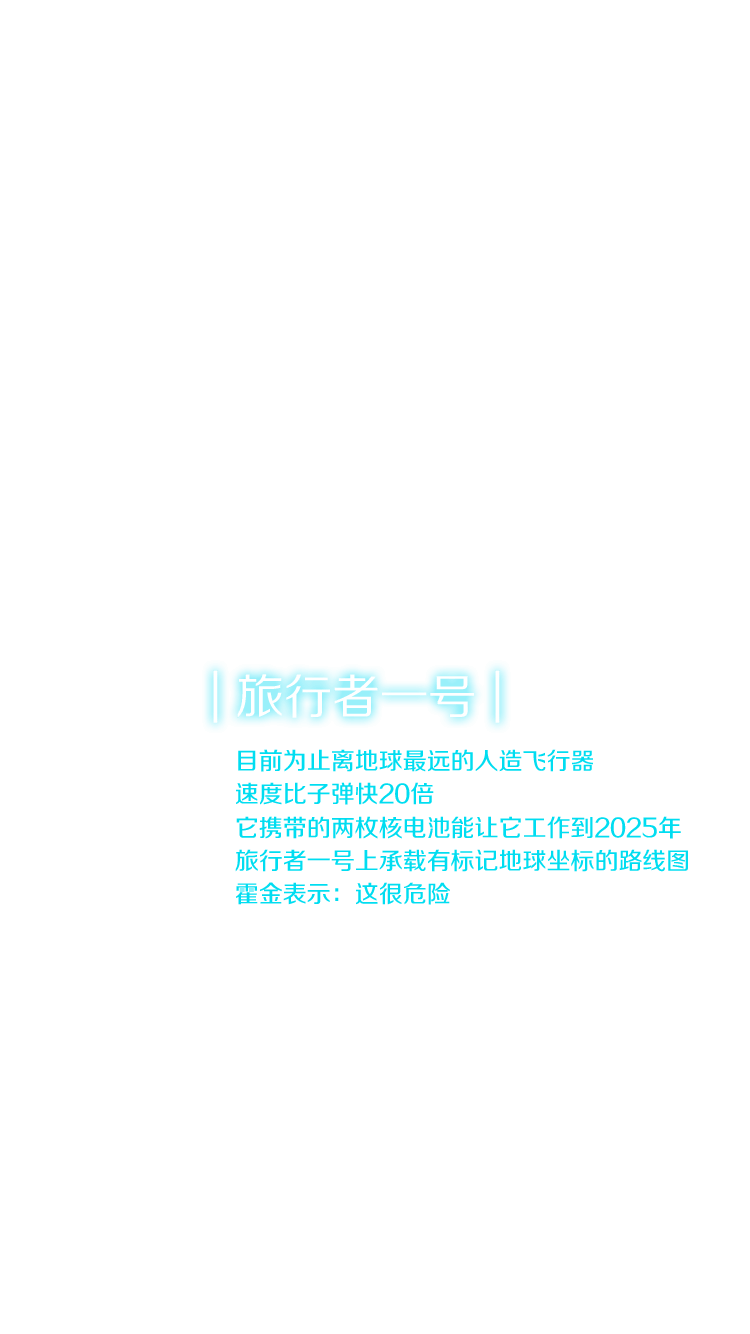 |旅行者一号|
目前为止离地球最远的人造飞行器
速度比子弹快20倍
它携带的两枚核电池能让它工作到2025年
旅行者一号上承载有标记地球坐标的路线图
霍金表示：这很危险